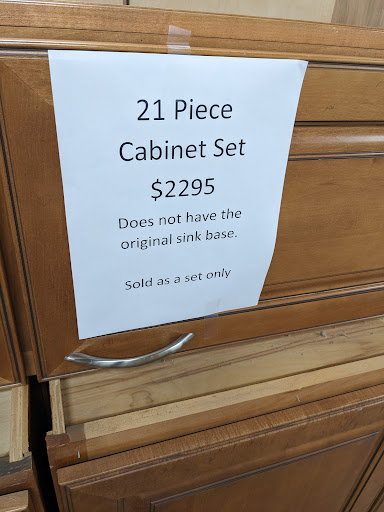 21 Piece
Cabinet Set
$2295
Does not have the
original sink base.
Sold as a set only